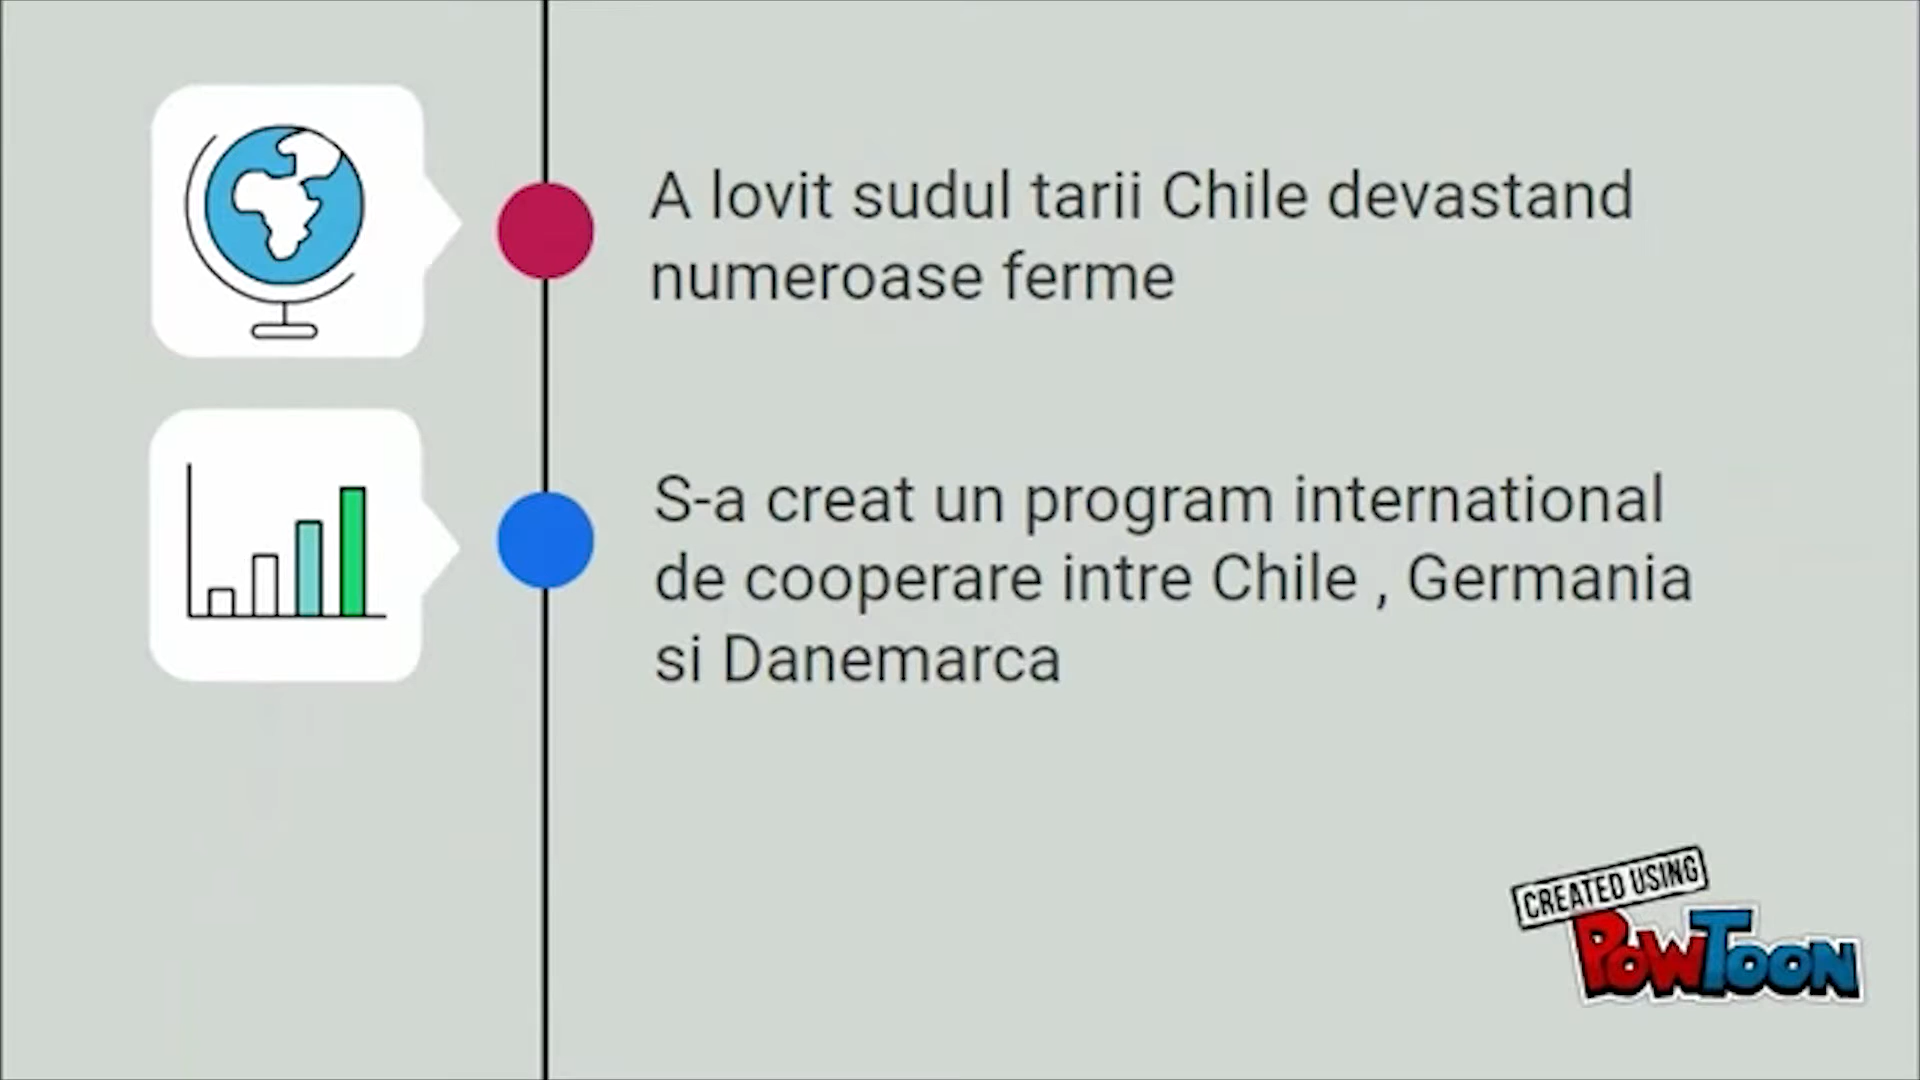 A lovit sudul tarii Chile devastand
numeroase ferme
S-a creat un program international
de cooperare intre Chile , Germania
si Danemarca
CREATED USING
POWTOON